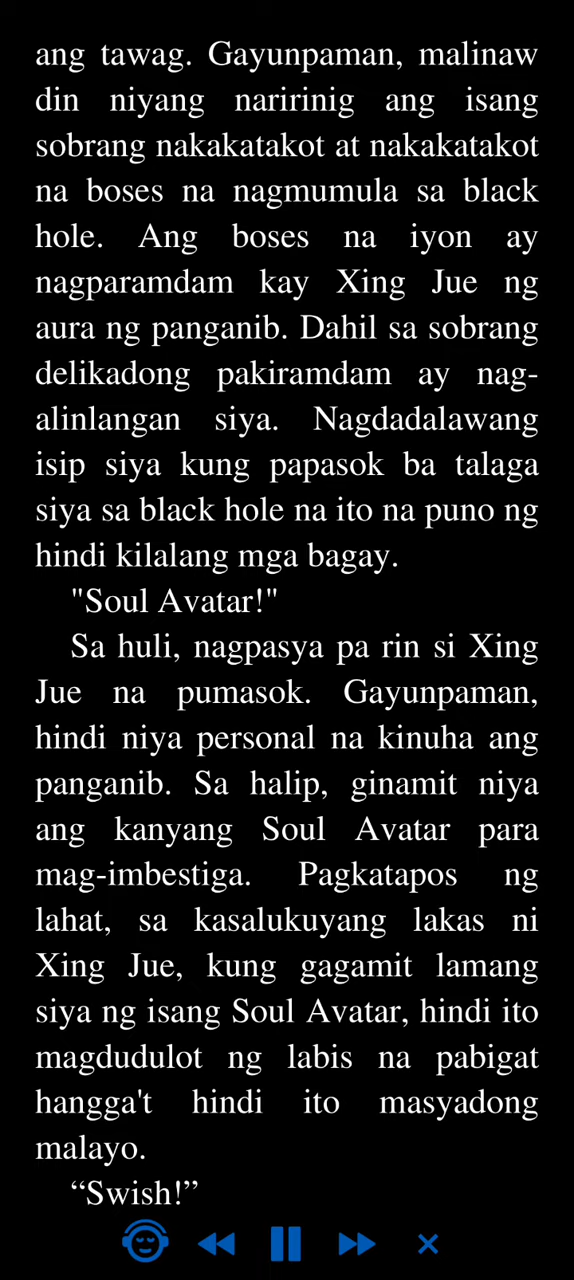 ang tawag. Gayunpaman, malinaw
din niyang naririnig ang isang
sobrang nakakatakot at nakakatakot
na boses na nagmumula sa black
hole. Ang boses na iyon ay
nagparamdam kay Xing Jue ng
aura ng panganib. Dahil sa sobrang
delikadong pakiramdam ay nag-
alinlangan siya. Nagdadalawang
isip siya kung papasok ba talaga
siya sa black hole na ito na puno ng
hindi kilalang mga bagay.
"Soul Avatar!"
Sa huli, nagpasya pa rin si Xing
Jue na pumasok. Gayunpaman,
hindi niya personal na kinuha ang
panganib. Sa halip, ginamit niya
ang kanyang Soul Avatar para
mag-imbestiga. Pagkatapos ng
lahat, sa kasalukuyang lakas ni
Xing Jue, kung gagamit lamang
siya ng isang Soul Avatar, hindi ito
magdudulot ng labis na pabigat
hangga't hindi ito masyadong
malayo.
“Swish!”